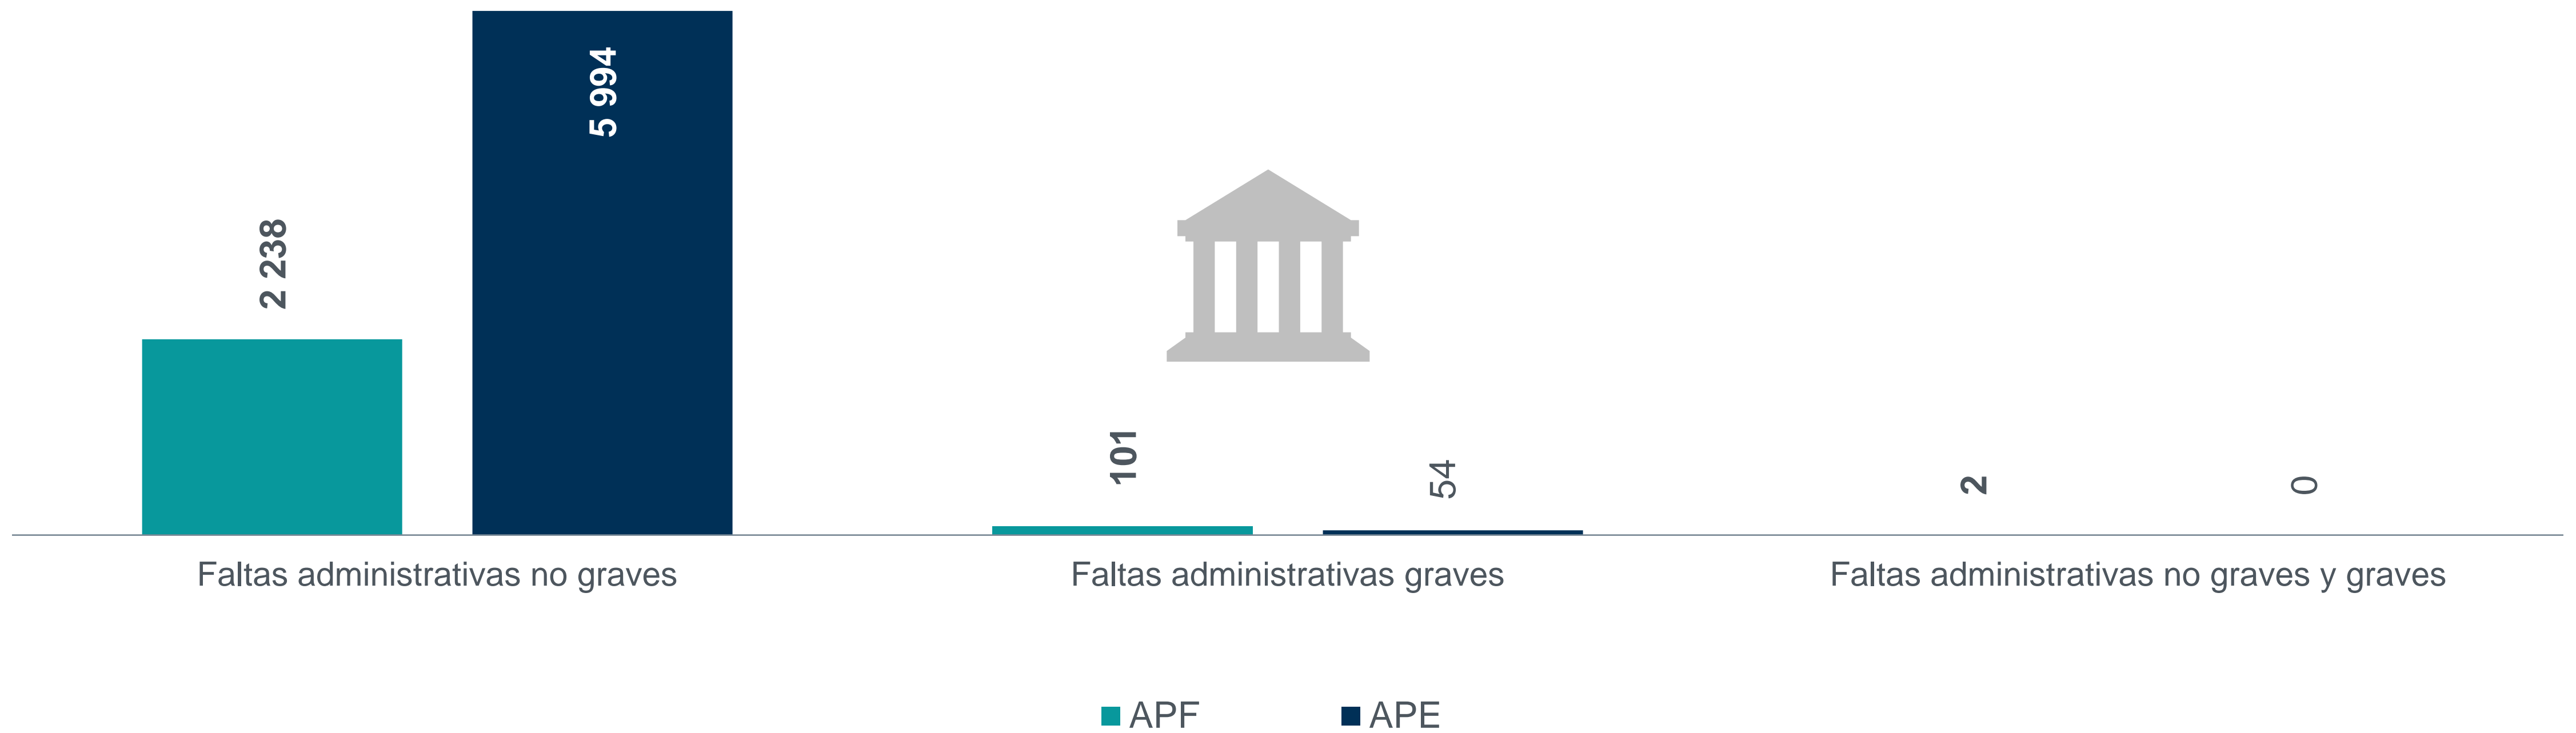 5 994
2 238
101
54
2
0
Faltas administrativas no graves
Faltas administrativas graves
Faltas administrativas no graves y graves
APF
APE